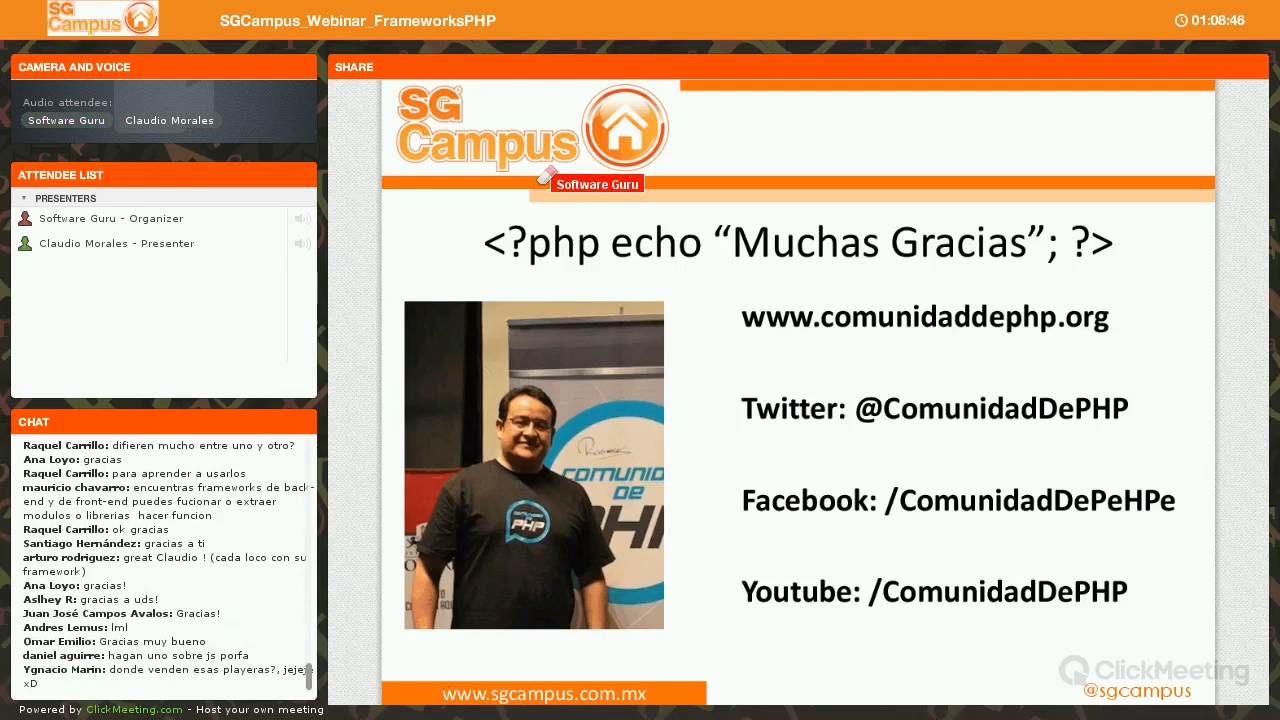 SG Campus
SGCampus_Webinar_FrameworksPHP
01:08:46
CAMERA AND VOICE
Audio attendee:
Software Guru
Claudio Morales
ATTENDEE LIST
PRESENTERS
Software Guru - Organizer
Claudio Morales - Presenter
CHAT
Raquel Carrillo: difieren mucho entre uno y otro?
Ana Loyo: gracias
Raquel Carrillo: para aprender a usarlos
mauricio chavarro: encuentras frameworks de back-
end y de front-end puedes fucionar o extraer
modulos o librerias hacer funcion
Raquel Carrillo: ok gracias
Santiago Hernández: gracias a ti
arturo rodriguez: great Claudio ! (cada loco con su
framework)
Ana Loyo: gracias!
Aslhey R: gracias a uds!
Juan José Campos Avalos: Gracias!
Andres Lemus: lml
Omar Emilio: Gracias muy bueno
daniel aguirre: hagan uno sobre js porfa
Ygnacio Marin: donde venden esas playeras?, jejeje
xD
Powered by ClickMeeting.com - Host your own meeting
SHARE
SG
Campus
Software Guru
<?php echo “Muchas Gracias”; ?>
COMUNIDAD
DE
PHP
www.comunidaddephp.org
Twitter: @ComunidadDePHP
Facebook: /ComunidadDePeHPe
Youtube: /ComunidadDePHP
ClickMeeting
www.sgcampus.com.mx
@sgcampus